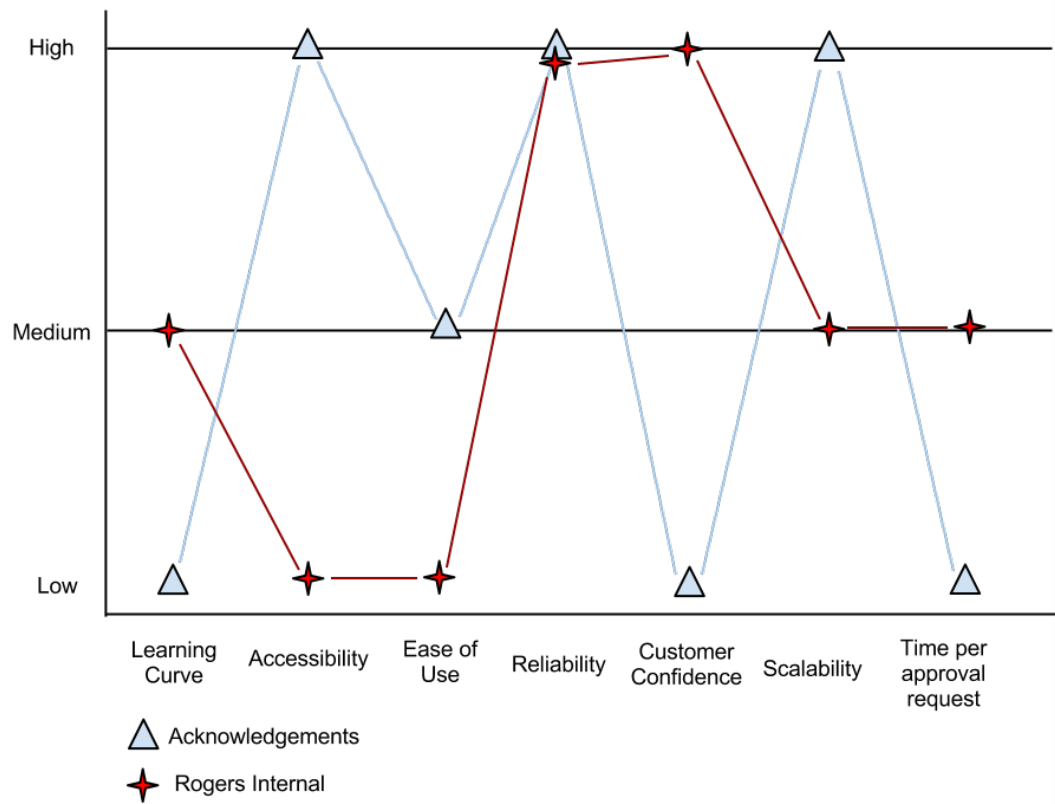 High
Medium
Low
Learning
Curve
Accessibility
Ease of
Use
Reliability
Customer
Confidence
Scalability
Time per
approval
request
Acknowledgements
Rogers Internal